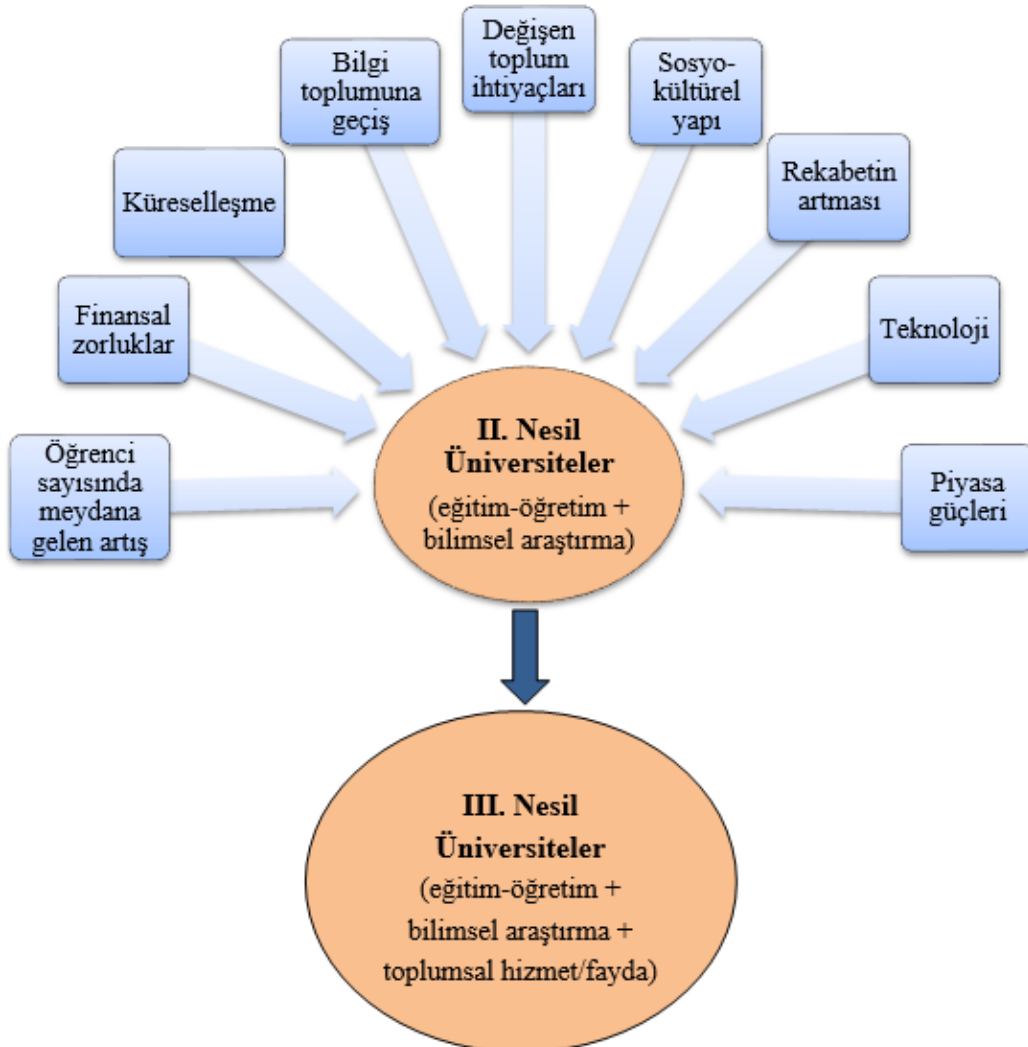 Değişen
toplum
ihtiyaçları
Bilgi
toplumuna
geçiş
Sosyo-
kültürel
yapı
Küreselleşme
Rekabetin
artması
Finansal
zorluklar
Teknoloji
Öğrenci
sayısında
meydana
gelen artış
Piyasa
güçleri
II. Nesil
Üniversiteler
(eğitim-öğretim +
bilimsel araştırma)
III. Nesil
Üniversiteler
(eğitim-öğretim +
bilimsel araştırma +
toplumsal hizmet/fayda)